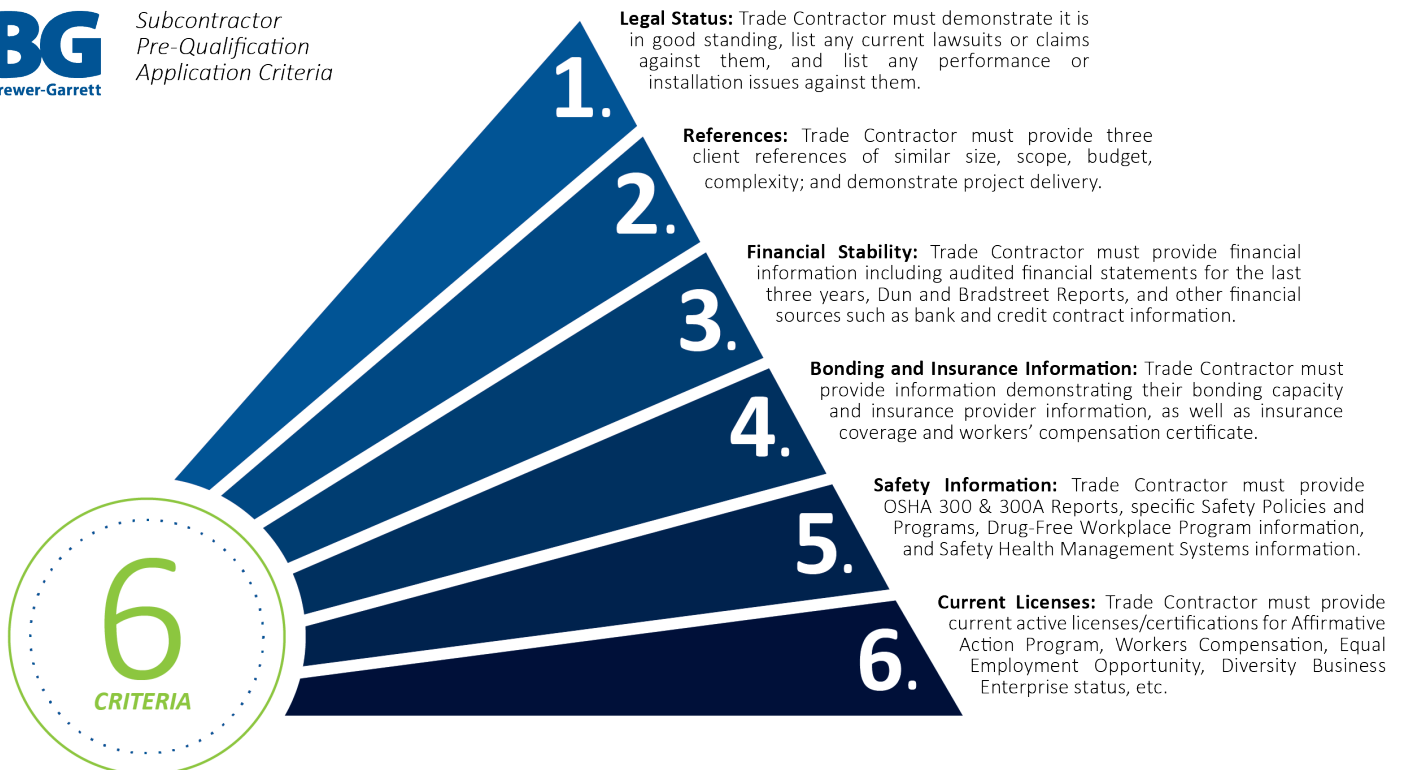 BG
rewer-Garrett
Subcontractor
Pre-Qualification
Application Criteria
1.
Legal Status: Trade Contractor must demonstrate it is
in good standing, list any current lawsuits or claims
against them, and list any performance or
installation issues against them.
2.
References: Trade Contractor must provide three
client references of similar size, scope, budget,
complexity; and demonstrate project delivery.
3.
Financial Stability: Trade Contractor must provide financial
information including audited financial statements for the last
three years, Dun and Bradstreet Reports, and other financial
sources such as bank and credit contract information.
4.
Bonding and Insurance Information: Trade Contractor must
provide information demonstrating their bonding capacity
and insurance provider information, as well as insurance
coverage and workers’ compensation certificate.
5.
Safety Information: Trade Contractor must provide
OSHA 300 & 300A Reports, specific Safety Policies and
Programs, Drug-Free Workplace Program information,
and Safety Health Management Systems information.
6.
Current Licenses: Trade Contractor must provide
current active licenses/certifications for Affirmative
Action Program, Workers Compensation, Equal
Employment Opportunity, Diversity Business
Enterprise status, etc.
6
CRITERIA